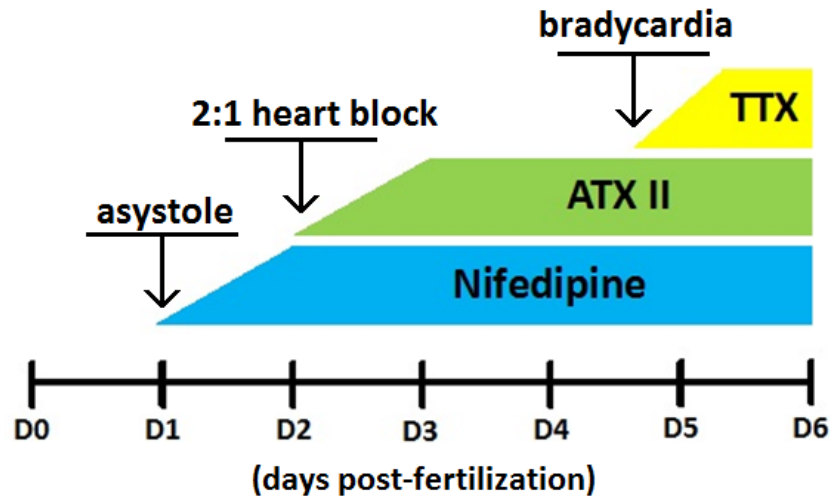 bradycardia
TTX
2:1 heart block
ATX II
asystole
Nifedipine
D0 D1 D2 D3 D4 D5 D6
(days post-fertilization)